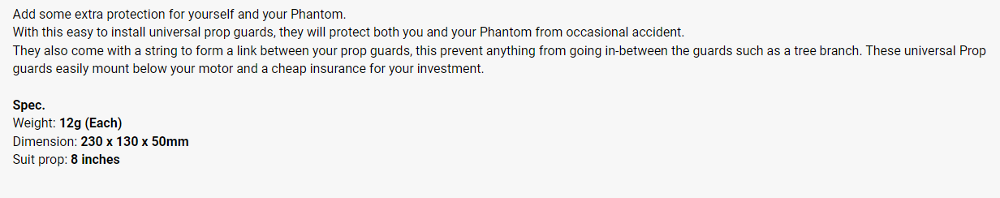 Add some extra protection for yourself and your Phantom.
With this easy to install universal prop guards, they will protect both you and your Phantom from occasional accident.
They also come with a string to form a link between your prop guards, this prevent anything from going in-between the guards such as a tree branch. These universal Prop
guards easily mount below your motor and a cheap insurance for your investment.
Spec.
Weight: 12g (Each)
Dimension: 230 x 130 x 50mm
Suit prop: 8 inches